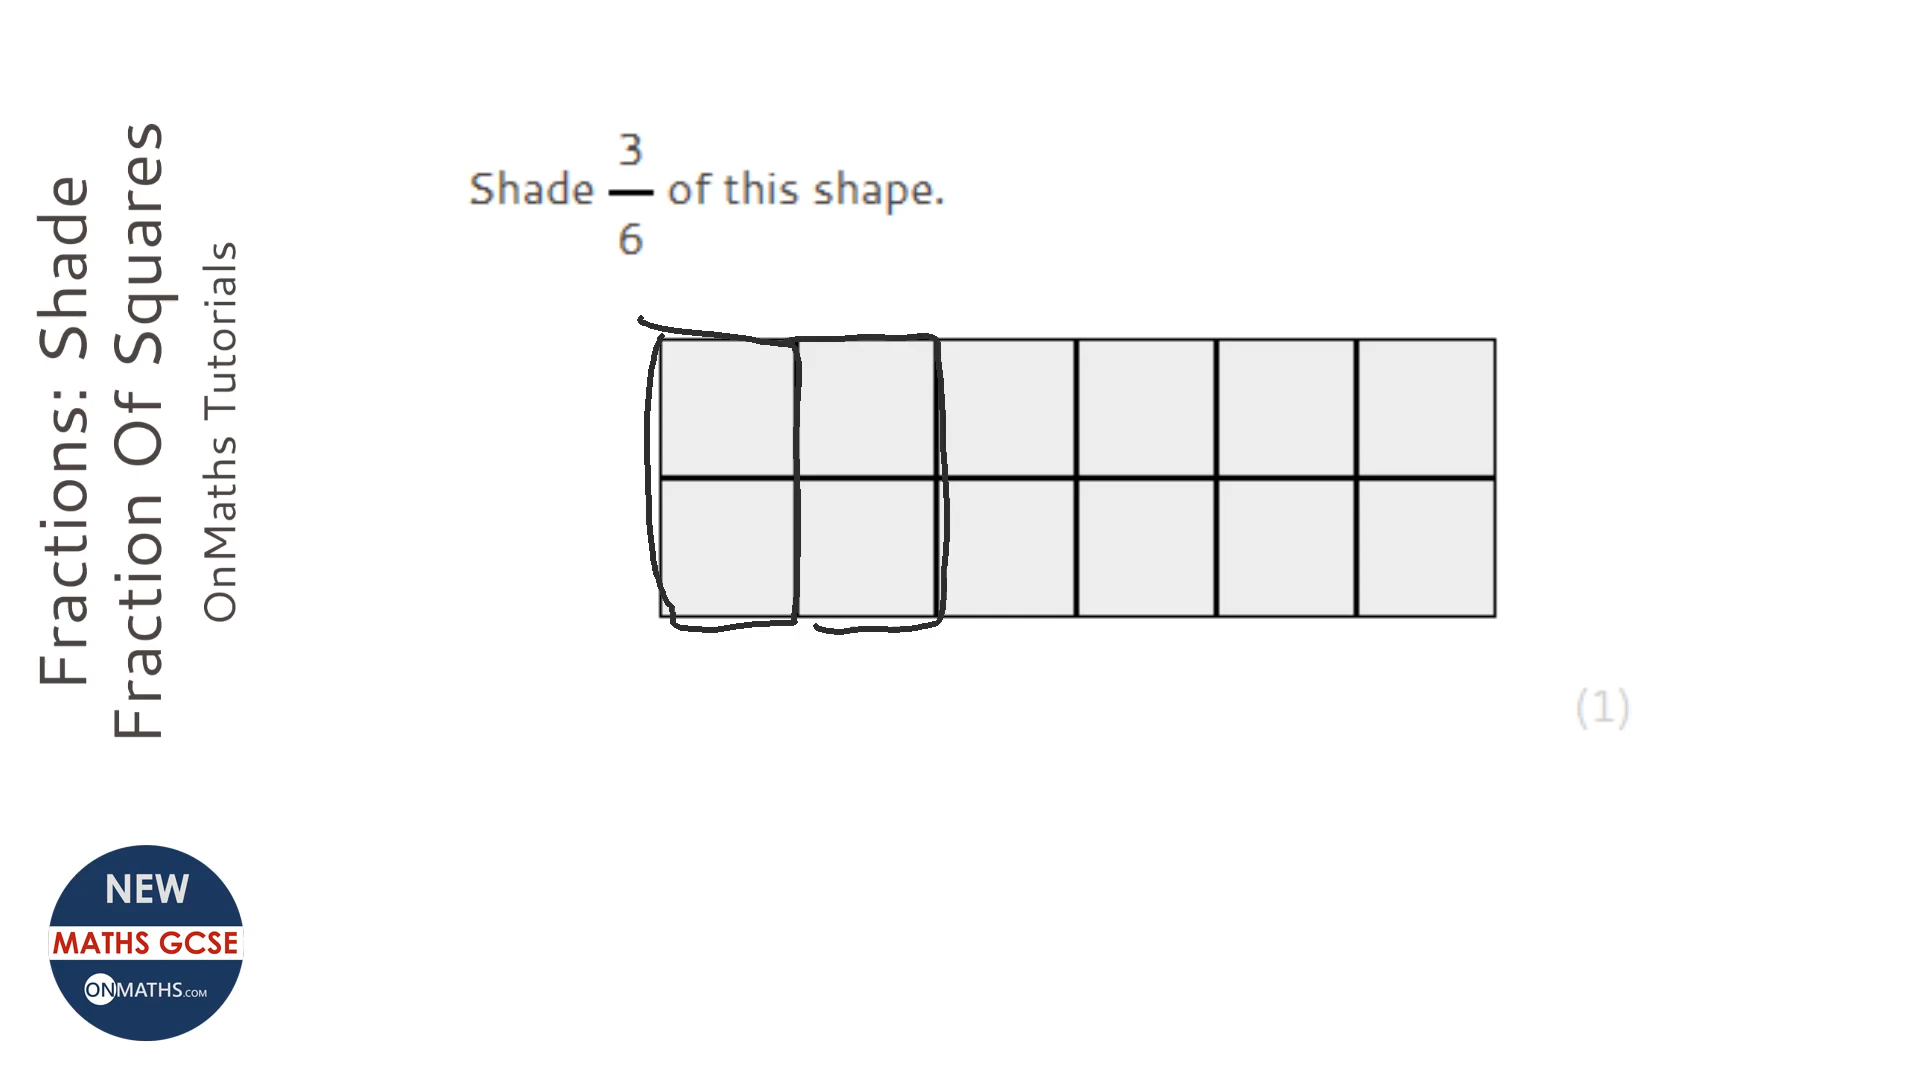 Fractions: Shade
Fraction Of Squares
OnMaths Tutorials
Shade 3/6 of this shape.
(1)
NEW
MATHS GCSE
ONMATHS.COM